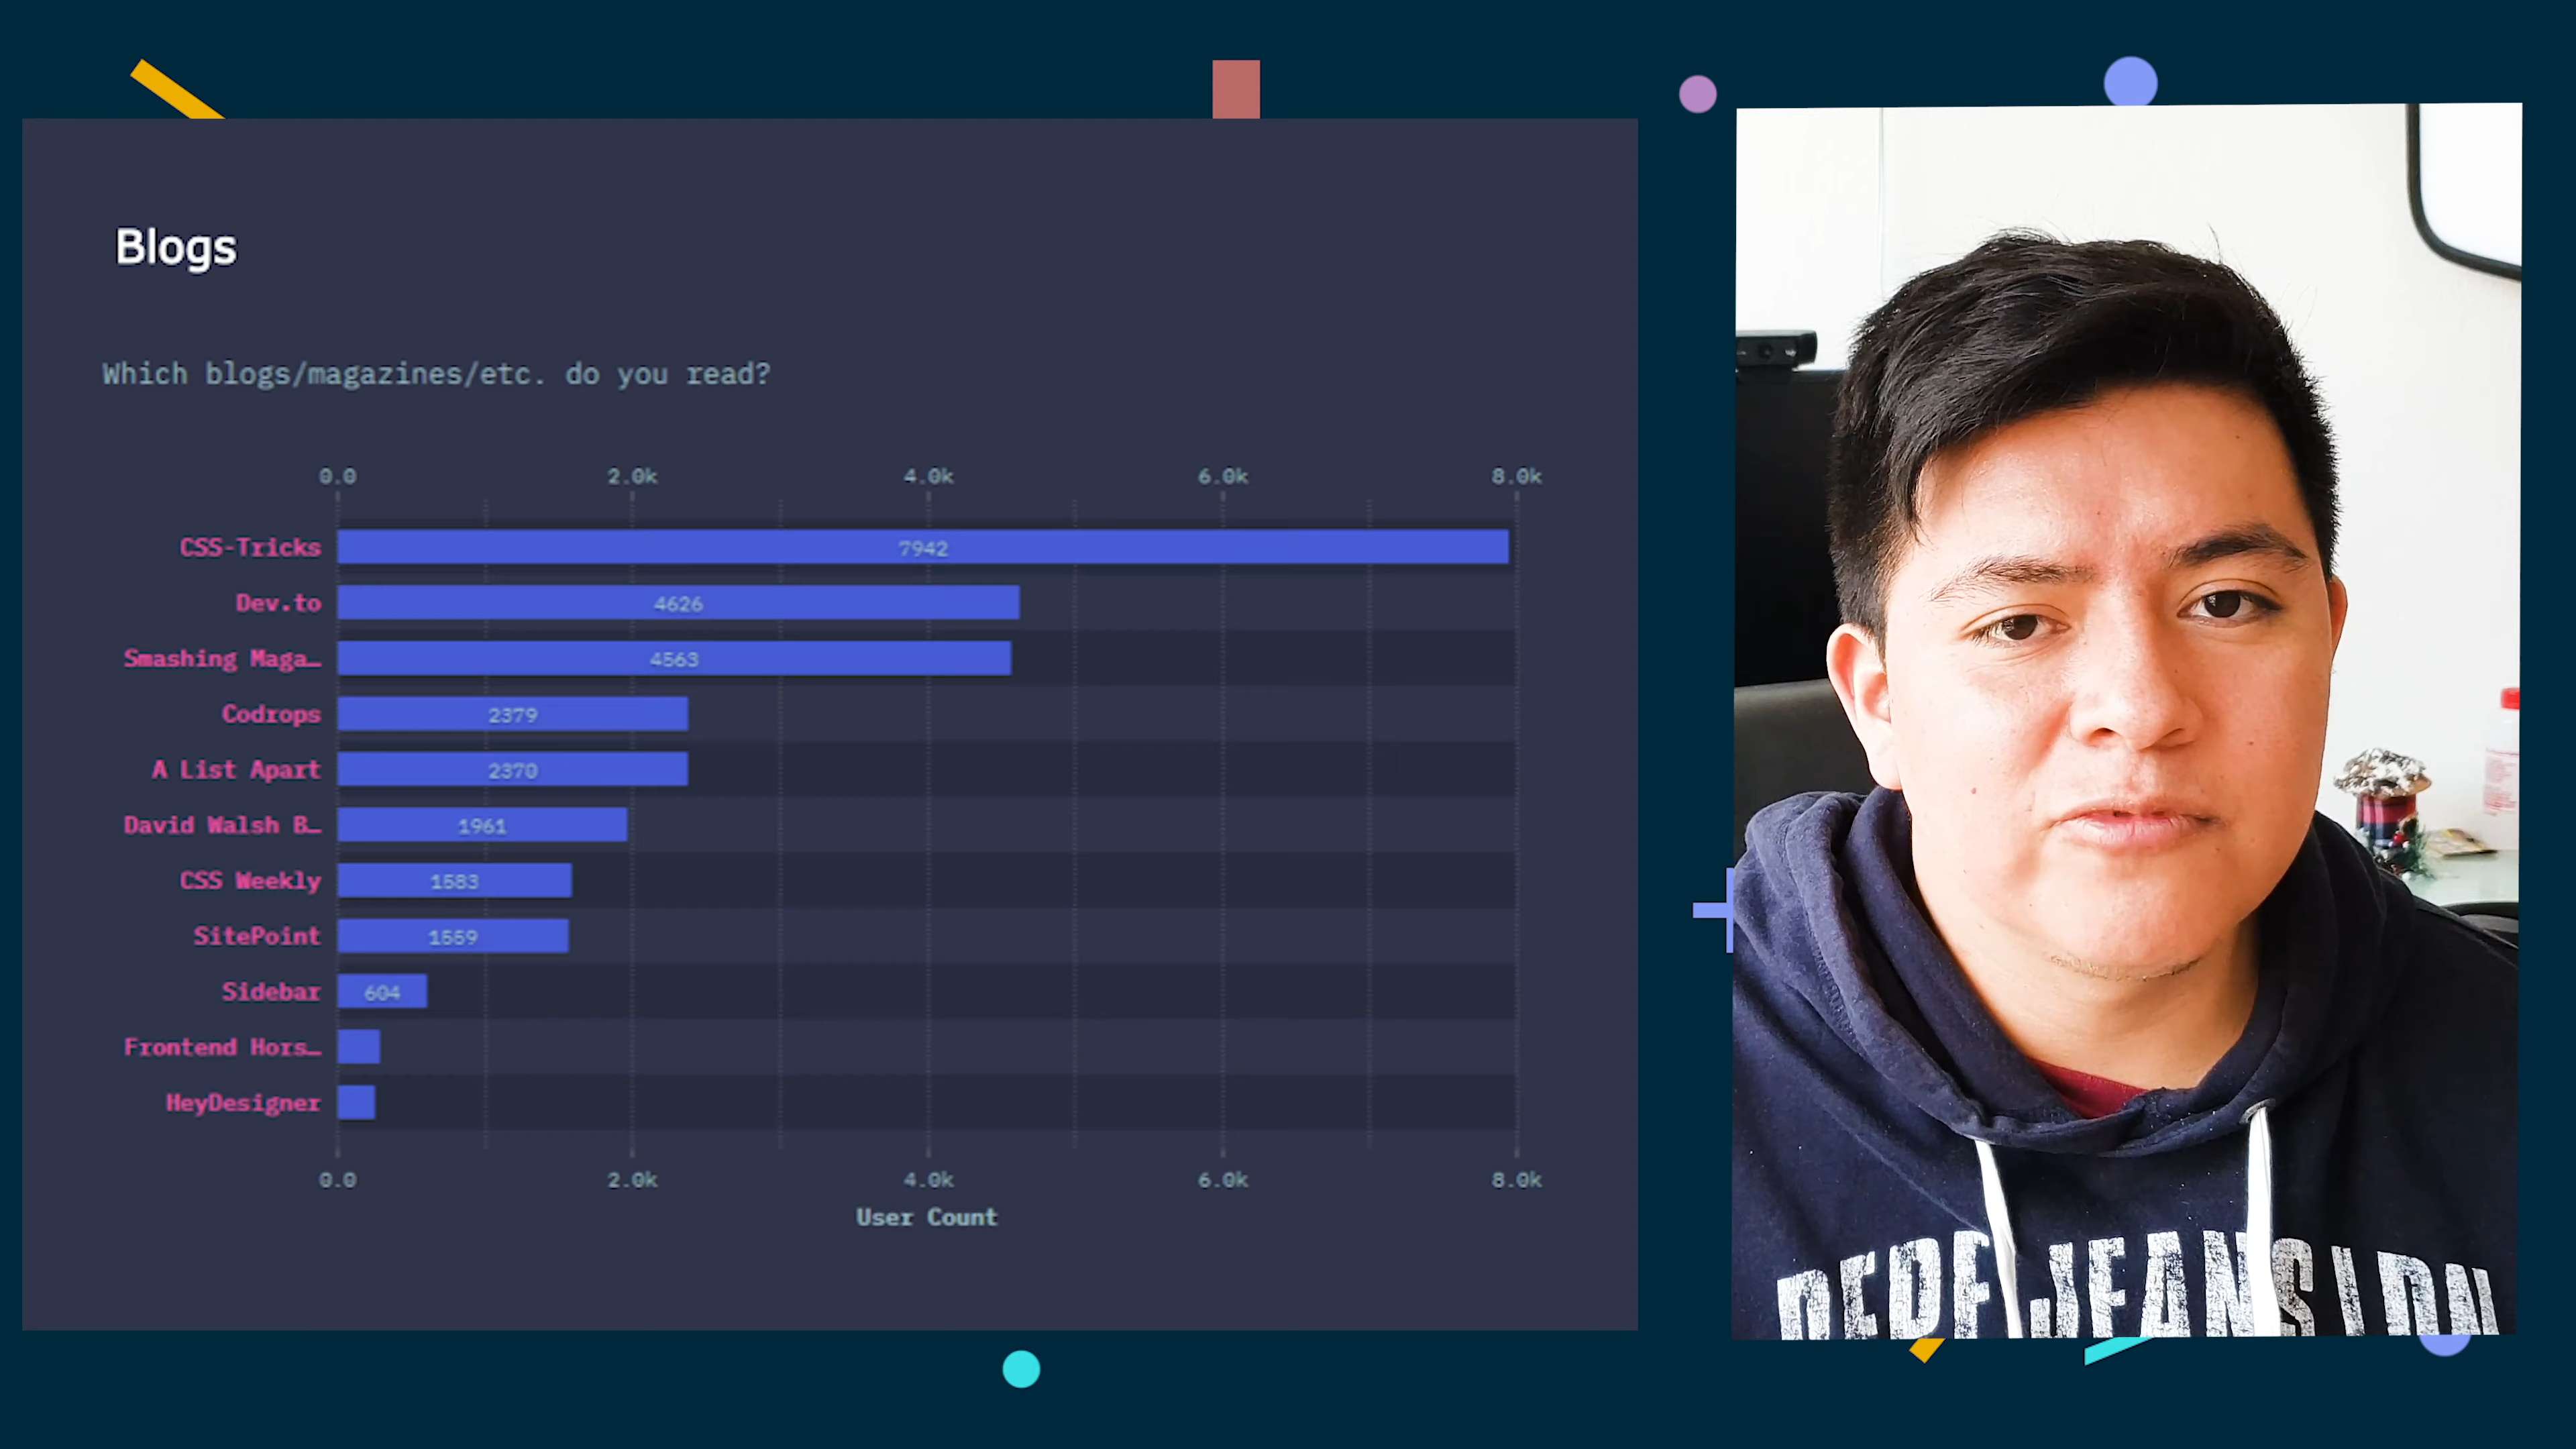 Blogs
Which blogs/magazines/etc. do you read?
0.0 2.0k 4.0k 6.0k 8.0k
CSS-Tricks 7942
Dev.to 4626
Smashing Maga… 4563
Codrops 2379
A List Apart 2370
David Walsh B… 1961
CSS Weekly 1583
SitePoint 1559
Sidebar 604
Frontend Hors…
HeyDesigner
0.0 2.0k 4.0k 6.0k 8.0k
User Count
JEANS